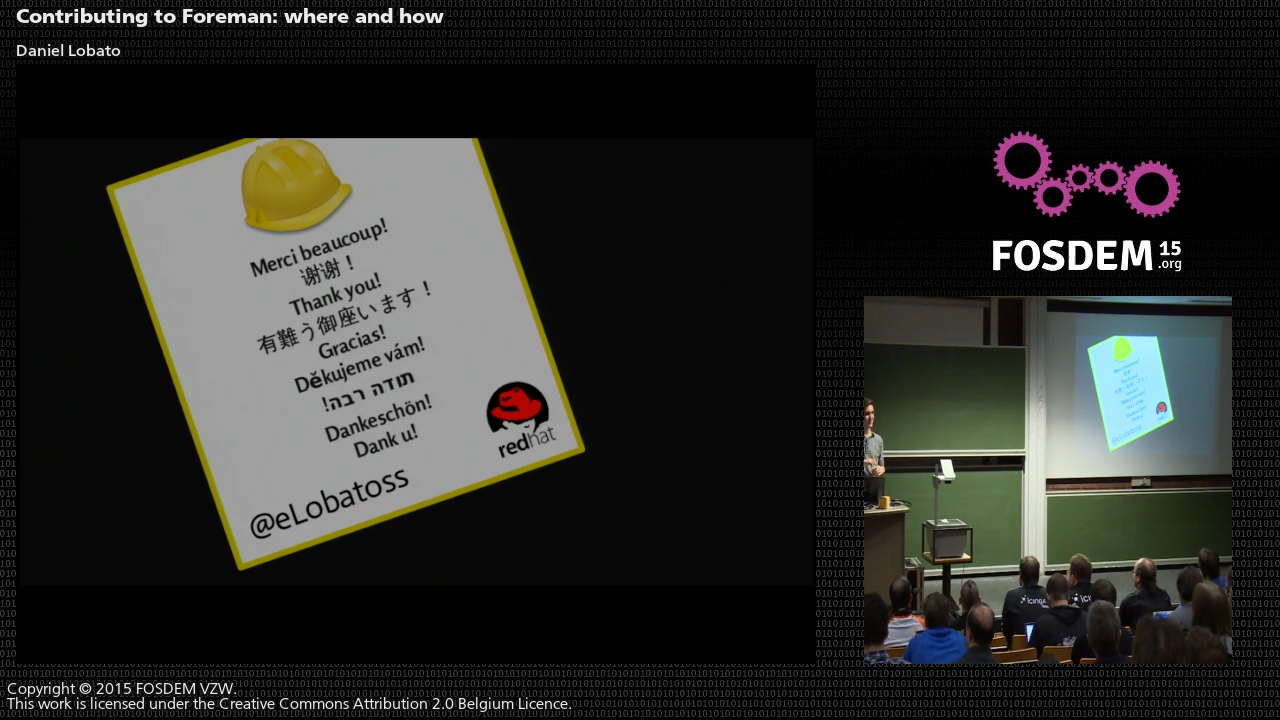 Contributing to Foreman: where and how
Daniel Lobato
Merci beaucoup!
谢谢！
Thank you!
有難う御座います！
Gracias!
Děkujeme vám!
תודה רבה!
Dankeschön!
Dank u!
redhat
@eLobatoss
FOSDEM 15
.org
Copyright © 2015 FOSDEM VZW.
This work is licensed under the Creative Commons Attribution 2.0 Belgium Licence.